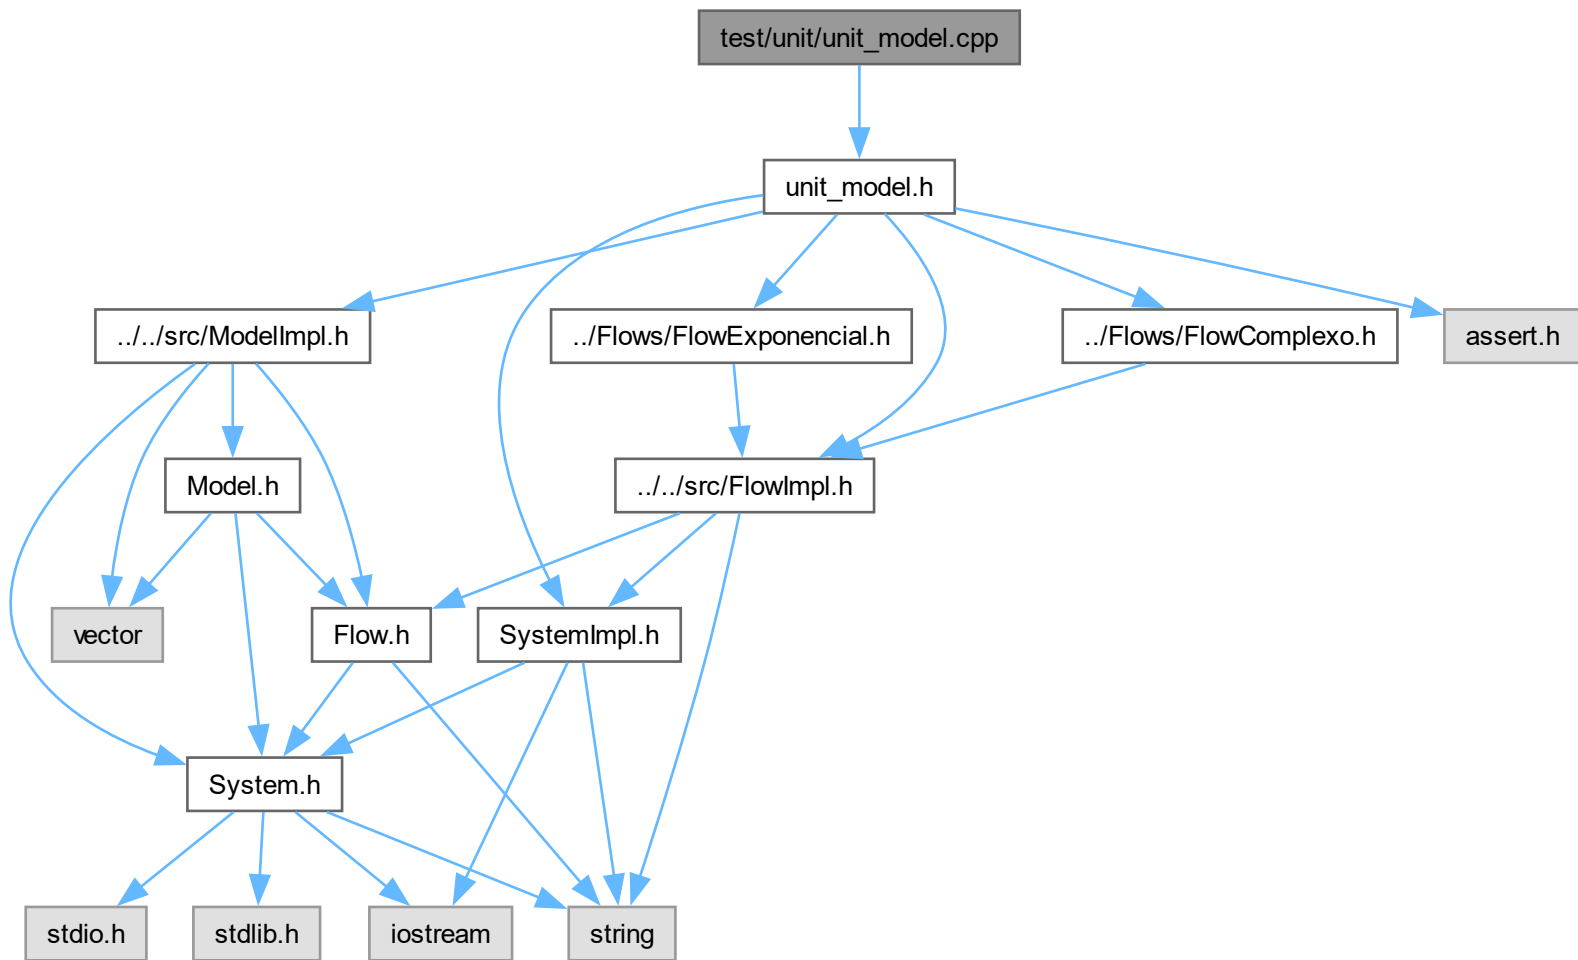 test/unit/unit_model.cpp
unit_model.h
../../src/ModelImpl.h
../Flows/FlowExponencial.h
../Flows/FlowComplexo.h
assert.h
Model.h
../../src/FlowImpl.h
vector
Flow.h
SystemImpl.h
System.h
stdio.h
stdlib.h
iostream
string